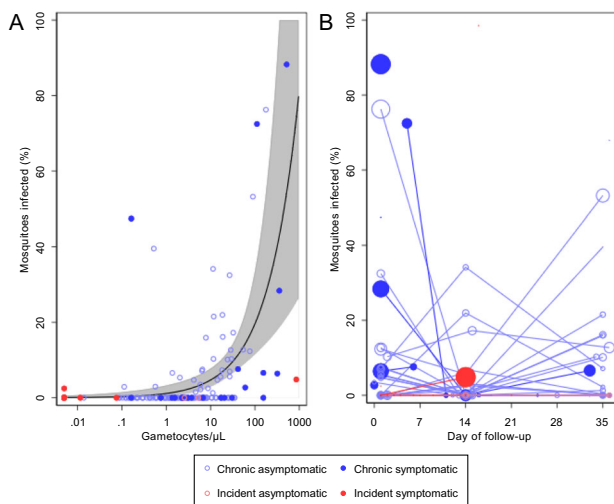 A
B
100
80
60
40
20
0
Mosquitoes infected (%)
.01 .1 1 10 100 1000
Gametocytes/µL
100
80
60
40
20
0
Mosquitoes infected (%)
0 7 14 21 28 35
Day of follow-up
Chronic asymptomatic Chronic symptomatic
Incident asymptomatic Incident symptomatic